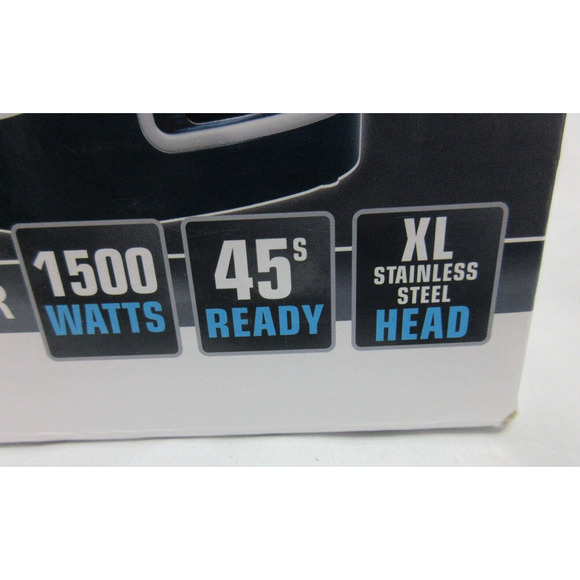 R
1500
WATTS
45s
READY
XL
STAINLESS
STEEL
HEAD